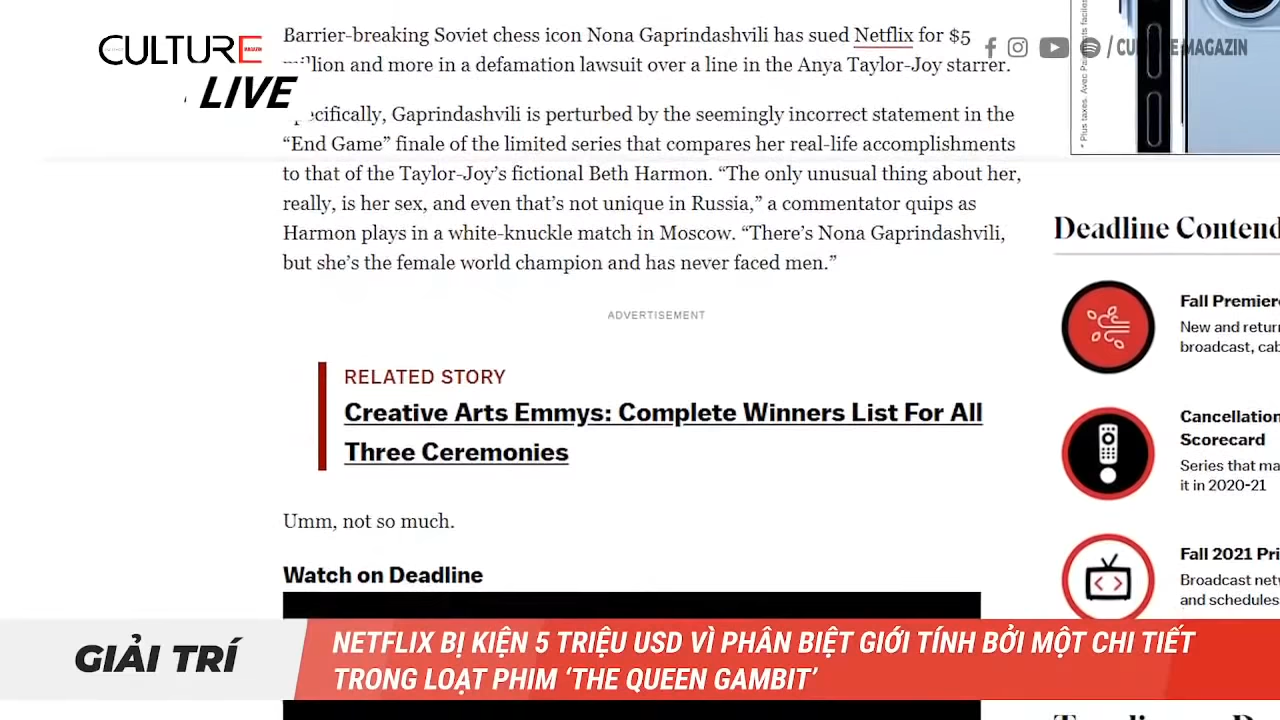 CULTURE
LIVE
/ CULTURE MAGAZIN
Barrier-breaking Soviet chess icon Nona Gaprindashvili has sued Netflix for $5
million and more in a defamation lawsuit over a line in the Anya Taylor-Joy starrer.
Specifically, Gaprindashvili is perturbed by the seemingly incorrect statement in the
“End Game” finale of the limited series that compares her real-life accomplishments
to that of the Taylor-Joy’s fictional Beth Harmon. “The only unusual thing about her,
really, is her sex, and even that’s not unique in Russia,” a commentator quips as
Harmon plays in a white-knuckle match in Moscow. “There’s Nona Gaprindashvili,
but she’s the female world champion and has never faced men.”
ADVERTISEMENT
RELATED STORY
Creative Arts Emmys: Complete Winners List For All
Three Ceremonies
Umm, not so much.
Watch on Deadline
* Plus taxes. Avec
Deadline Contend
Fall Premiere
New and return
broadcast, cab
Cancellation
Scorecard
Series that ma
it in 2020-21
Fall 2021 Pri
Broadcast netw
and schedules
GIẢI TRÍ
NETFLIX BỊ KIỆN 5 TRIỆU USD VÌ PHÂN BIỆT GIỚI TÍNH BỞI MỘT CHI TIẾT
TRONG LOẠT PHIM ‘THE QUEEN GAMBIT’